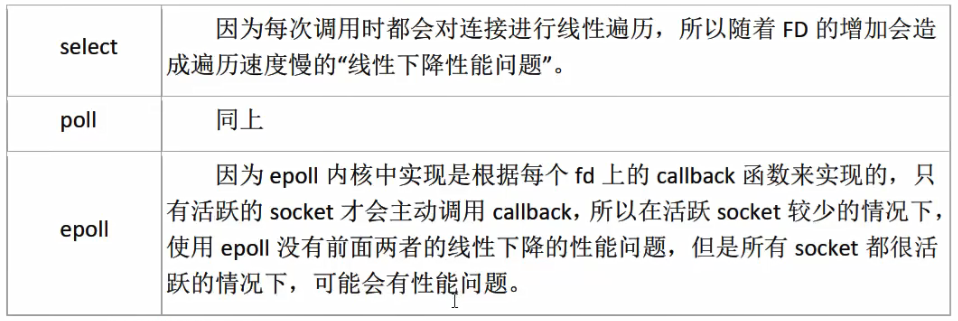 select
因为每次调用时都会对连接进行线性遍历，所以随着 FD 的增加会造
成遍历速度慢的“线性下降性能问题”。
poll
同上
epoll
因为 epoll 内核中实现是根据每个 fd 上的 callback 函数来实现的，只
有活跃的 socket 才会主动调用 callback，所以在活跃 socket 较少的情况下，
使用 epoll 没有前面两者的线性下降的性能问题，但是所有 socket 都很活
跃的情况下，可能会有性能问题。